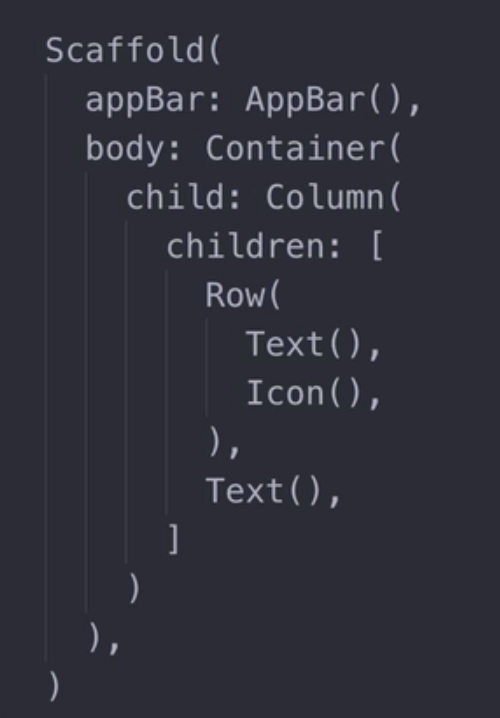 Scaffold(
  appBar: AppBar(),
  body: Container(
    child: Column(
      children: [
        Row(
          Text(),
          Icon(),
        ),
        Text(),
      ]
    )
  ),
)